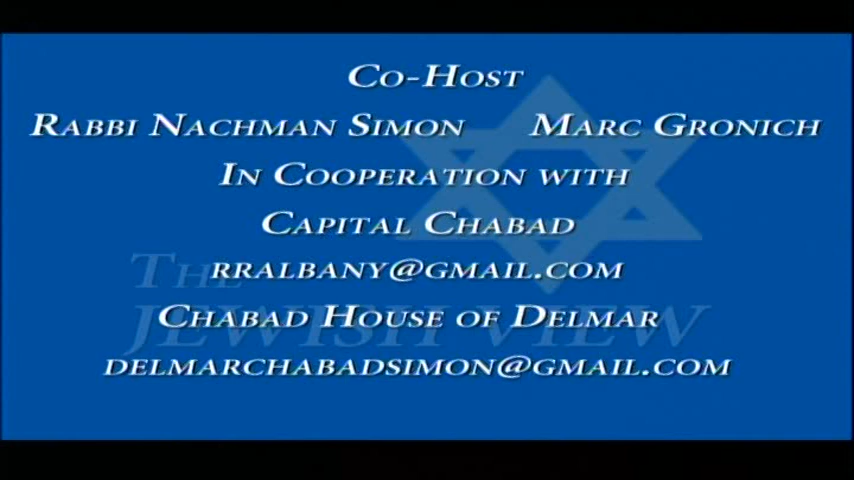 Co-Host
Rabbi Nachman Simon Marc Gronich
In Cooperation with
Capital Chabad
rralbany@gmail.com
The
Chabad House of Delmar
Jewish View
delmarchabadsimon@gmail.com